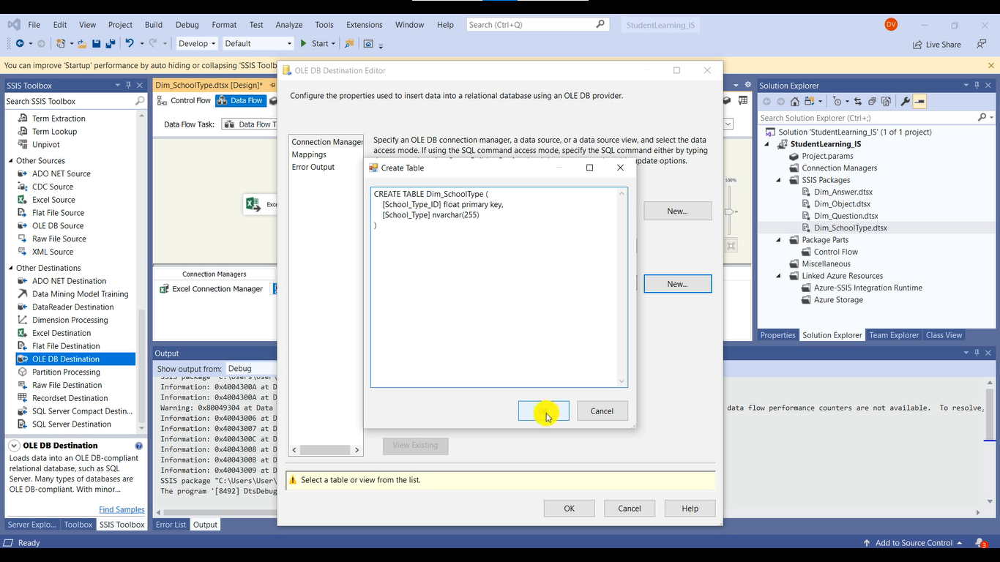 File Edit View Project Build Debug Format Test Analyze Tools Extensions Window Help Search (Ctrl+Q) StudentLearning_IS DV
Develop Default Start Live Share
You can improve 'Startup' performance by auto hiding or collapsing 'SSIS Toolb
SSIS Toolbox
Search SSIS Toolbox
Term Extraction
Term Lookup
Unpivot
Other Sources
ADO NET Source
CDC Source
Excel Source
Flat File Source
OLE DB Source
Raw File Source
XML Source
Other Destinations
ADO NET Destination
Data Mining Model Training
DataReader Destination
Dimension Processing
Excel Destination
Flat File Destination
OLE DB Destination
Partition Processing
Raw File Destination
Recordset Destination
SQL Server Compact Destin...
SQL Server Destination
OLE DB Destination
Loads data into an OLE DB-compliant
relational database, such as SQL
Server. Many types of databases are
OLE DB-compliant. With minor...
Find Samples
Server Explo... Toolbox SSIS Toolbox
Dim_SchoolType.dtsx [Design]*
Control Flow Data Flow
Data Flow Task: Data Flow T
Exce
100%
Connection Managers
Excel Connection Manager
Output
Show output from: Debug
SSIS package "C:\Users\User\
Information: 0x4004300A at D
Information: 0x4004300A at D
Warning: 0x80049304 at Data
data flow performance counters are not available. To resolve,
Information: 0x40043006 at D
Information: 0x40043007 at D
Information: 0x4004300C at D
Information: 0x40043008 at D
Information: 0x4004300B at D
Information: 0x40043009 at D
SSIS package "C:\Users\User\
The program '[8492] DtsDebug
Error List Output
OLE DB Destination Editor
Configure the properties used to insert data into a relational database using an OLE DB provider.
Connection Manager
Mappings
Error Output
Specify an OLE DB connection manager, a data source, or a data source view, and select the data
access mode. If using the SQL command access mode, specify the SQL command either by typing
update options.
New...
New...
View Existing
Select a table or view from the list.
OK Cancel Help
Create Table
CREATE TABLE Dim_SchoolType (
[School_Type_ID] float primary key,
[School_Type] nvarchar(255)
)
Cancel
Solution Explorer
Search Solution Explorer (Ctrl+;)
Solution 'StudentLearning_IS' (1 of 1 project)
StudentLearning_IS
Project.params
Connection Managers
SSIS Packages
Dim_Answer.dtsx
Dim_Object.dtsx
Dim_Question.dtsx
Dim_SchoolType.dtsx
Package Parts
Control Flow
Miscellaneous
Linked Azure Resources
Azure-SSIS Integration Runtime
Azure Storage
Properties Solution Explorer Team Explorer Class View
Ready
Add to Source Control 3